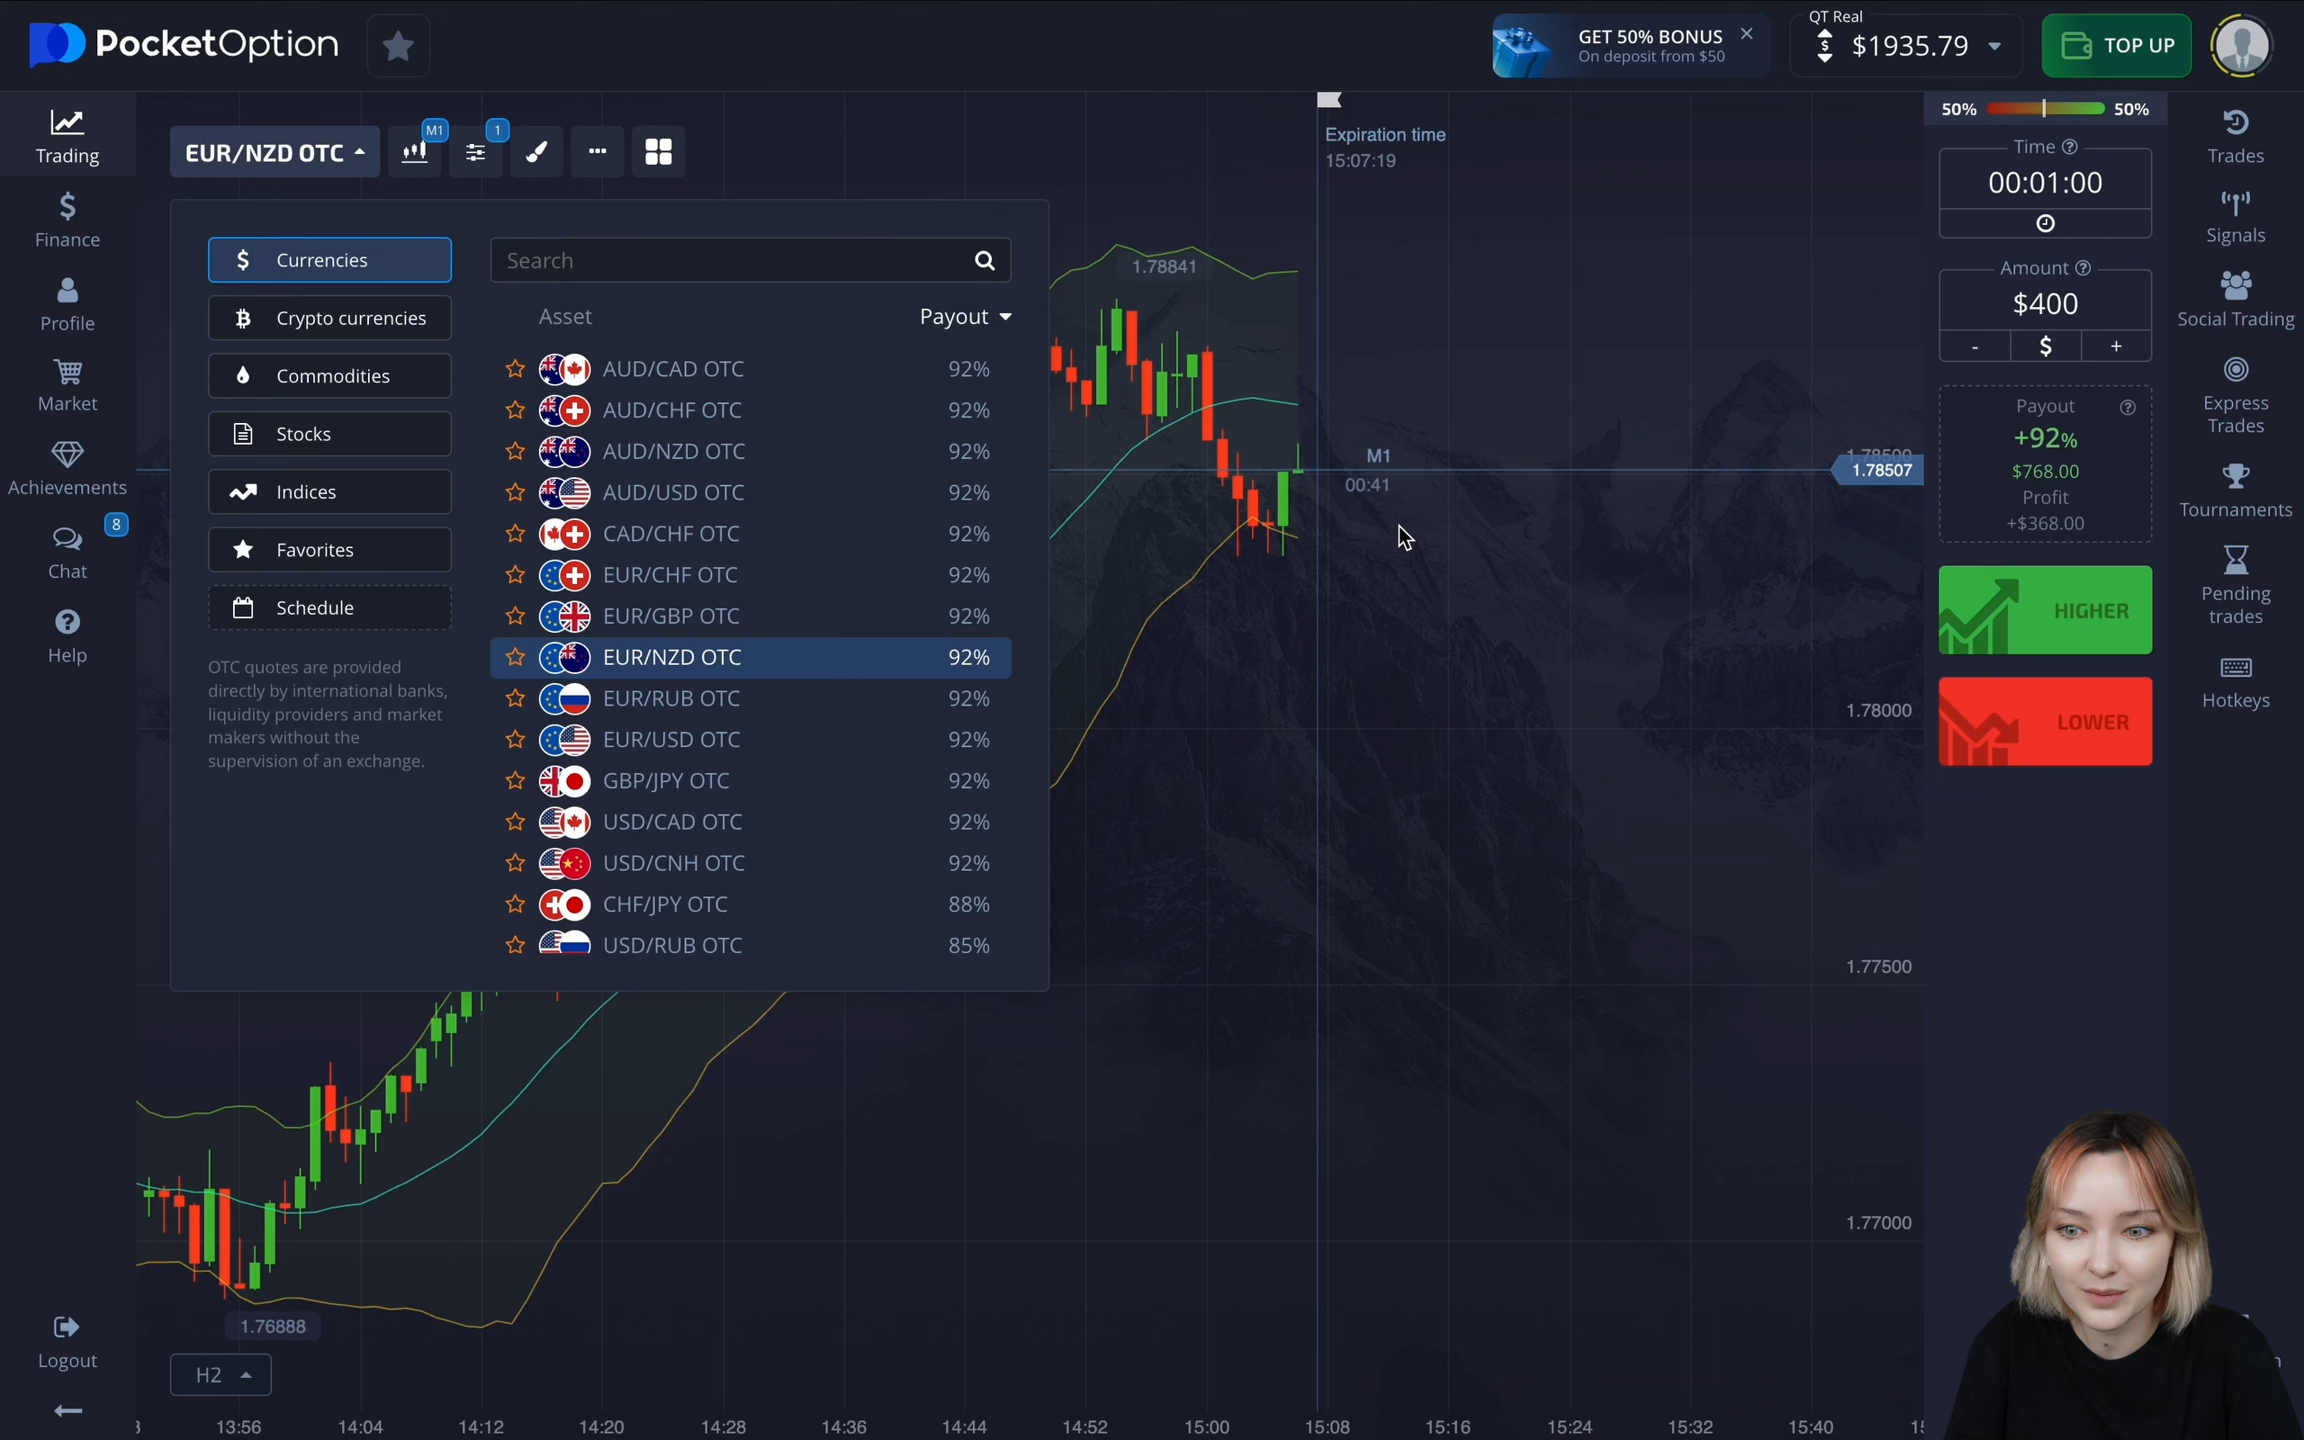 PocketOption
GET 50% BONUS
On deposit from $50
QT Real
$1935.79
TOP UP
Trading
Finance
Profile
Market
Achievements
8
Chat
Help
Logout
EUR/NZD OTC
M1
1
Currencies
Crypto currencies
Commodities
Stocks
Indices
Favorites
Schedule
OTC quotes are provided
directly by international banks,
liquidity providers and market
makers without the
supervision of an exchange.
Search
Asset Payout
AUD/CAD OTC 92%
AUD/CHF OTC 92%
AUD/NZD OTC 92%
AUD/USD OTC 92%
CAD/CHF OTC 92%
EUR/CHF OTC 92%
EUR/GBP OTC 92%
EUR/NZD OTC 92%
EUR/RUB OTC 92%
EUR/USD OTC 92%
GBP/JPY OTC 92%
USD/CAD OTC 92%
USD/CNH OTC 92%
CHF/JPY OTC 88%
USD/RUB OTC 85%
Expiration time
15:07:19
1.78841
M1
00:41
1.78500
1.78507
1.78000
1.77500
1.77000
1.76888
H2
13:56 14:04 14:12 14:20 14:28 14:36 14:44 14:52 15:00 15:08 15:16 15:24 15:32 15:40
50% 50%
Time
00:01:00
Amount
$400
- $ +
Payout
+92%
$768.00
Profit
+$368.00
HIGHER
LOWER
Trades
Signals
Social Trading
Express
Trades
Tournaments
Pending
trades
Hotkeys